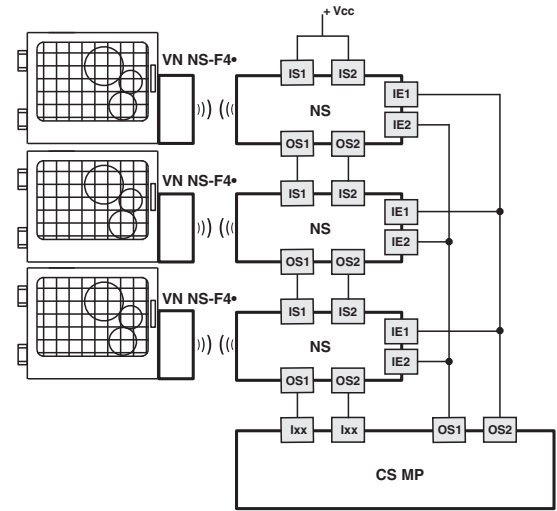 + Vcc
VN NS-F4•
IS1 IS2
IE1
NS
IE2
OS1 OS2
VN NS-F4•
IS1 IS2
IE1
NS
IE2
OS1 OS2
VN NS-F4•
IS1 IS2
IE1
NS
IE2
OS1 OS2
Ixx Ixx OS1 OS2
CS MP